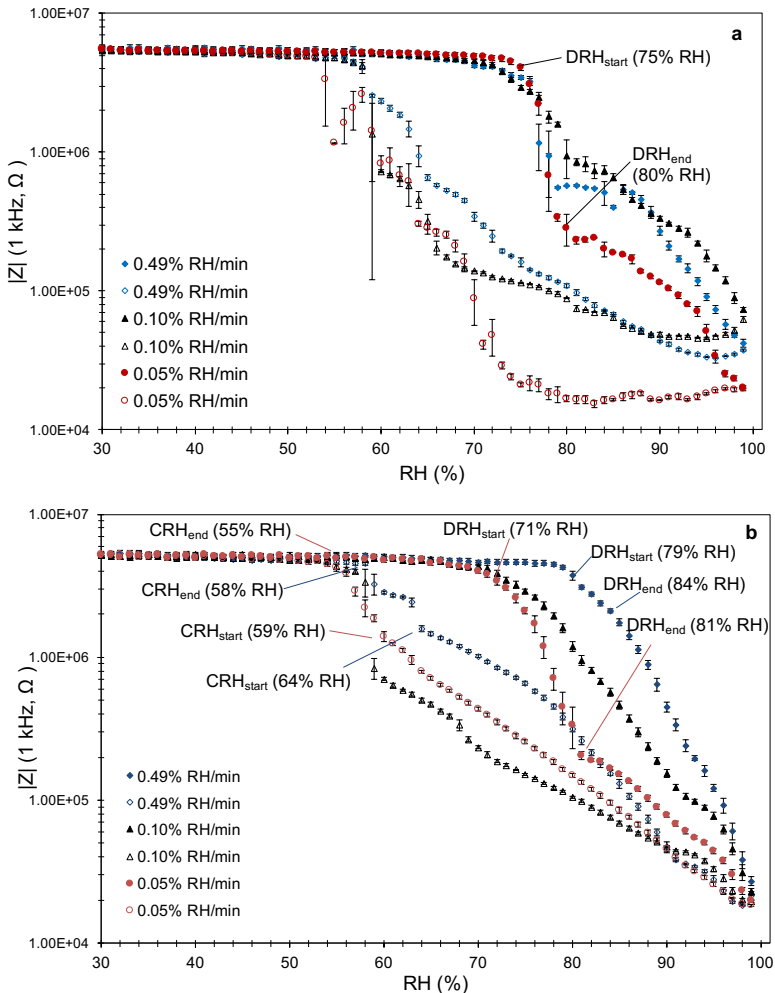 a
1.00E+07
1.00E+06
1.00E+05
1.00E+04
|Z| (1 kHz, Ω )
DRHstart (75% RH)
DRHend
(80% RH)
0.49% RH/min
0.49% RH/min
0.10% RH/min
0.10% RH/min
0.05% RH/min
0.05% RH/min
30 40 50 60 70 80 90 100
RH (%)
b
1.00E+07
1.00E+06
1.00E+05
1.00E+04
|Z| (1 kHz, Ω )
CRHend (55% RH)
DRHstart (71% RH)
DRHstart (79% RH)
CRHend (58% RH)
DRHend (84% RH)
CRHstart (59% RH)
DRHend (81% RH)
CRHstart (64% RH)
0.49% RH/min
0.49% RH/min
0.10% RH/min
0.10% RH/min
0.05% RH/min
0.05% RH/min
30 40 50 60 70 80 90 100
RH (%)